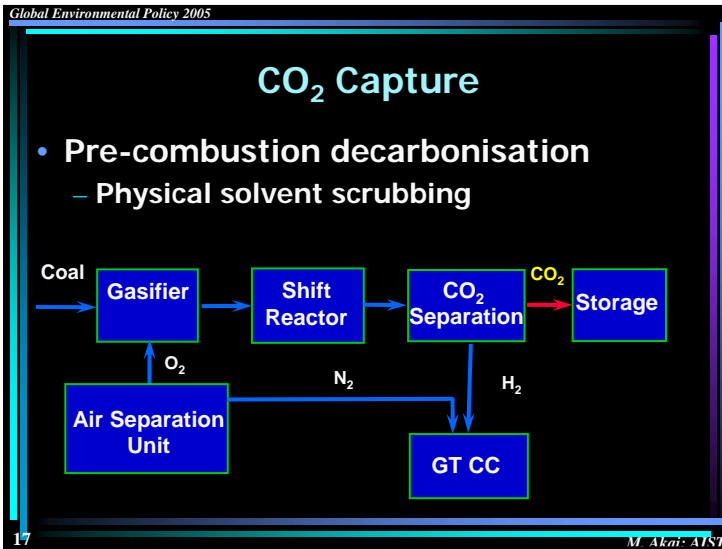 Global Environmental Policy 2005
CO₂ Capture
• Pre-combustion decarbonisation
– Physical solvent scrubbing
Coal
Gasifier
Shift
Reactor
CO₂
Separation
CO₂
Storage
O₂
N₂
H₂
Air Separation
Unit
GT CC
17
M. Akai; AIST